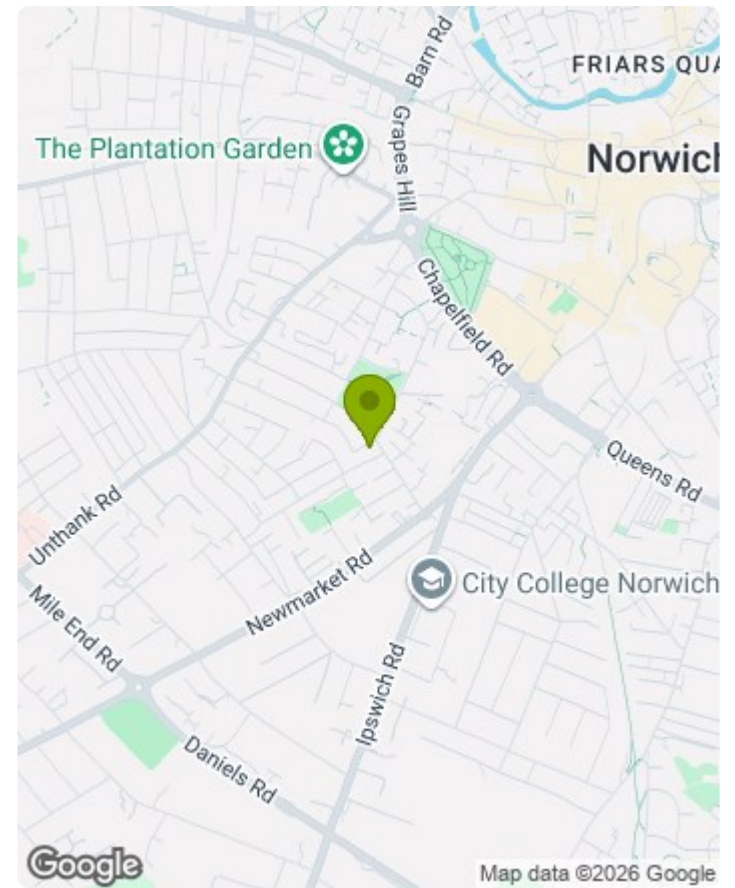 Barn Rd
FRIARS QUA
The Plantation Garden
Grapes Hill
Norwich
Chapelfield Rd
Queens Rd
Unthank Rd
Newmarket Rd
City College Norwich
Mile End Rd
Ipswich Rd
Daniels Rd
Google
Map data ©2026 Google